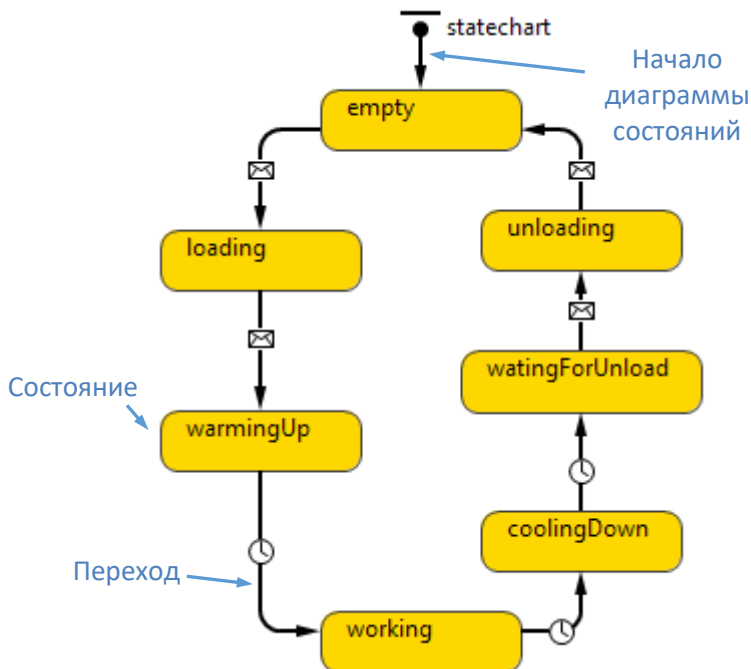 statechart
Начало
диаграммы
состояний
empty
loading
unloading
Состояние
watingForUnload
warmingUp
coolingDown
Переход
working